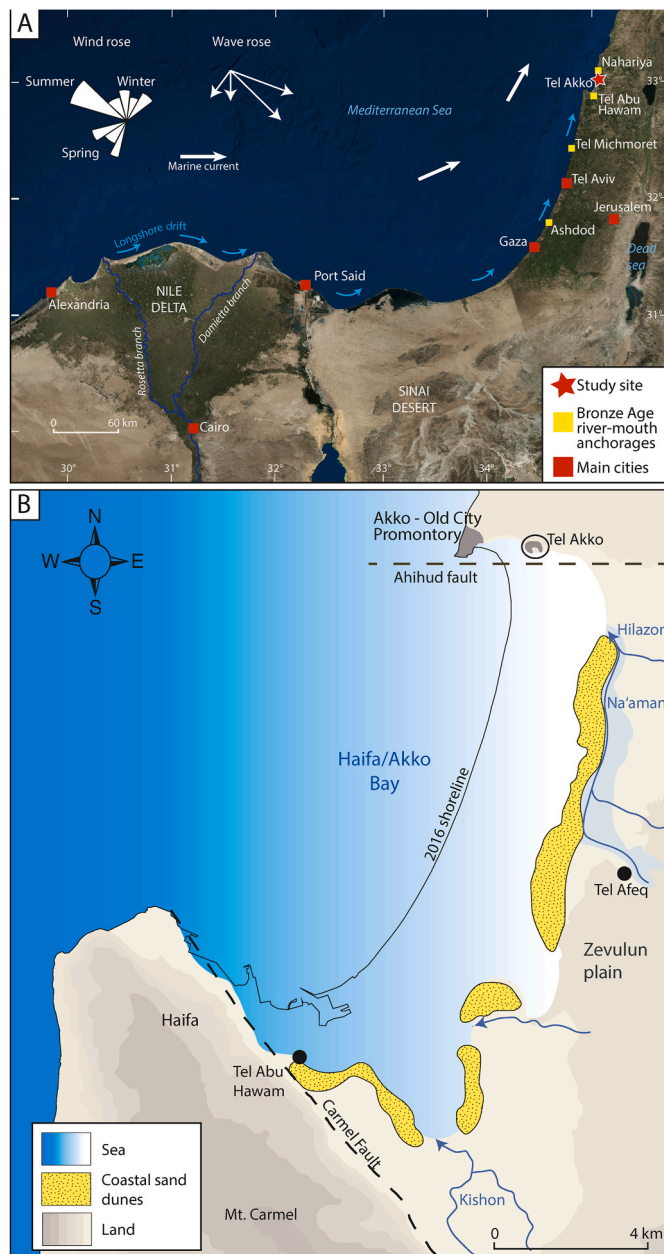 A
Wind rose
Wave rose
Summer
Winter
Spring
Marine current
Mediterranean Sea
Nahariya
Tel Akko
33°
Tel Abu
Hawam
Tel Michmoret
Tel Aviv
32°
Jerusalem
Ashdod
Gaza
Dead
sea
Longshore drift
Port Said
Alexàndria
NILE
DELTA
Damietta branch
Rosetta branch
31°
SINAI
DESERT
Cairo
0
60 km
30°
31°
32°
33°
34°
Study site
Bronze Age
river-mouth
anchorages
Main cities
B
N
W
E
S
Akko - Old City
Promontory
Tel Akko
Ahihud fault
Hilazon
Na'aman
Haifa/Akko
Bay
2016 shoreline
Tel Afeq
Zevulun
plain
Haifa
Tel Abu
Hawam
Carmel Fault
Kishon
Mt. Carmel
Sea
Coastal sand
dunes
Land
0
4 km